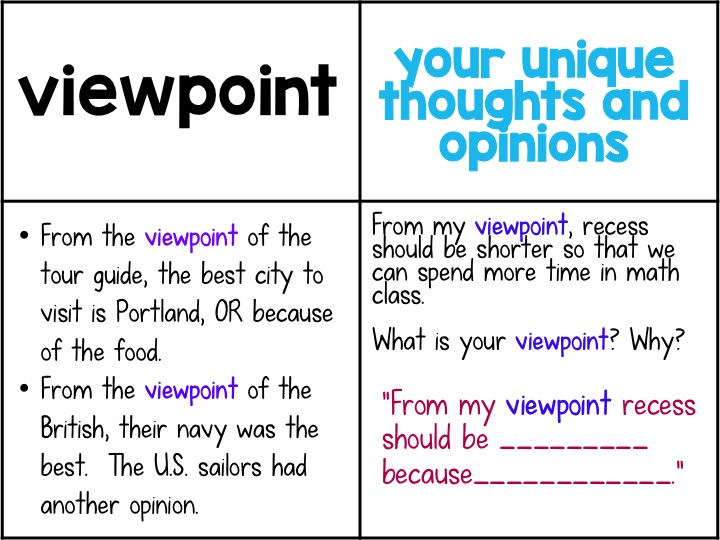 viewpoint
your unique
thoughts and
opinions
• From the viewpoint of the
tour guide, the best city to
visit is Portland, OR because
of the food.
• From the viewpoint of the
British, their navy was the
best. The U.S. sailors had
another opinion.
From my viewpoint, recess
should be shorter so that we
can spend more time in math
class.
What is your viewpoint? Why?
"From my viewpoint recess
should be _________
because____________."